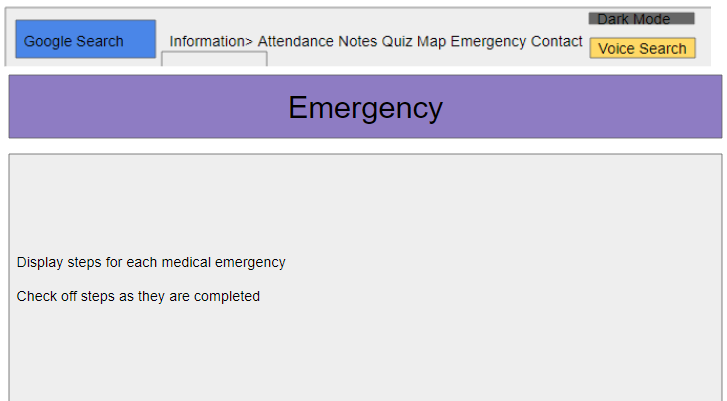 Dark Mode
Google Search
Information> Attendance Notes Quiz Map Emergency Contact
Voice Search
Emergency
Display steps for each medical emergency
Check off steps as they are completed